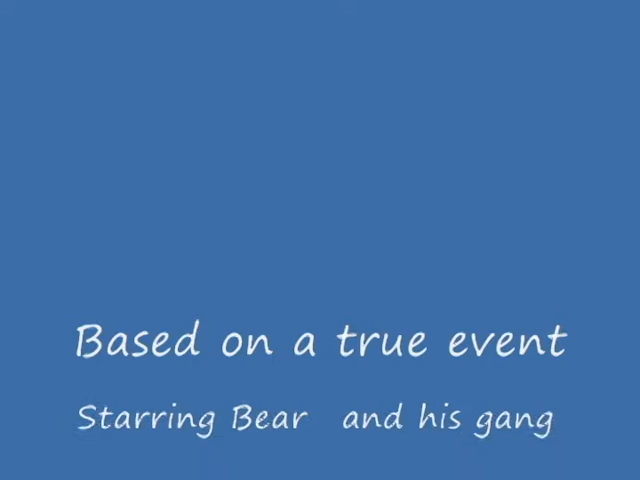 Based on a true event
Starring Bear and his gang